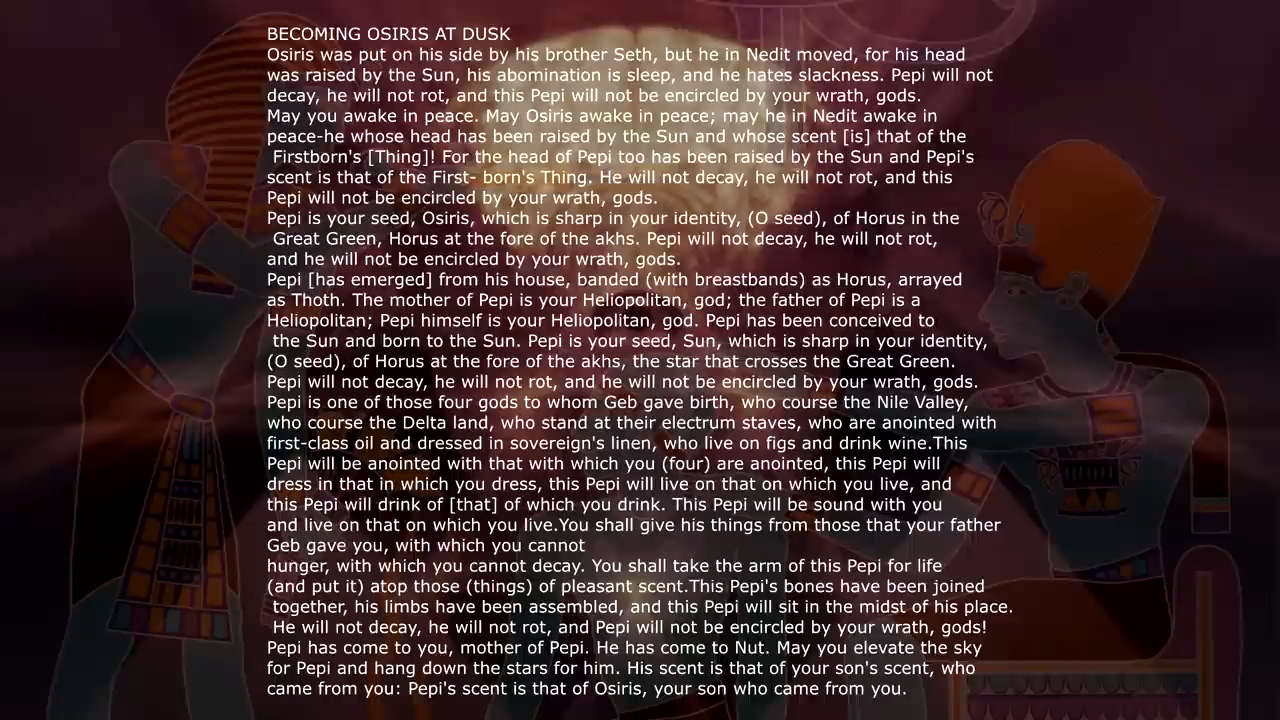 BECOMING OSIRIS AT DUSK
Osiris was put on his side by his brother Seth, but he in Nedit moved, for his head
was raised by the Sun, his abomination is sleep, and he hates slackness. Pepi will not
decay, he will not rot, and this Pepi will not be encircled by your wrath, gods.
May you awake in peace. May Osiris awake in peace; may he in Nedit awake in
peace-he whose head has been raised by the Sun and whose scent [is] that of the
Firstborn's [Thing]! For the head of Pepi too has been raised by the Sun and Pepi's
scent is that of the First- born's Thing. He will not decay, he will not rot, and this
Pepi will not be encircled by your wrath, gods.
Pepi is your seed, Osiris, which is sharp in your identity, (O seed), of Horus in the
Great Green, Horus at the fore of the akhs. Pepi will not decay, he will not rot,
and he will not be encircled by your wrath, gods.
Pepi [has emerged] from his house, banded (with breastbands) as Horus, arrayed
as Thoth. The mother of Pepi is your Heliopolitan, god; the father of Pepi is a
Heliopolitan; Pepi himself is your Heliopolitan, god. Pepi has been conceived to
the Sun and born to the Sun. Pepi is your seed, Sun, which is sharp in your identity,
(O seed), of Horus at the fore of the akhs, the star that crosses the Great Green.
Pepi will not decay, he will not rot, and he will not be encircled by your wrath, gods.
Pepi is one of those four gods to whom Geb gave birth, who course the Nile Valley,
who course the Delta land, who stand at their electrum staves, who are anointed with
first-class oil and dressed in sovereign's linen, who live on figs and drink wine.This
Pepi will be anointed with that with which you (four) are anointed, this Pepi will
dress in that in which you dress, this Pepi will live on that on which you live, and
this Pepi will drink of [that] of which you drink. This Pepi will be sound with you
and live on that on which you live.You shall give his things from those that your father
Geb gave you, with which you cannot
hunger, with which you cannot decay. You shall take the arm of this Pepi for life
(and put it) atop those (things) of pleasant scent.This Pepi's bones have been joined
together, his limbs have been assembled, and this Pepi will sit in the midst of his place.
He will not decay, he will not rot, and Pepi will not be encircled by your wrath, gods!
Pepi has come to you, mother of Pepi. He has come to Nut. May you elevate the sky
for Pepi and hang down the stars for him. His scent is that of your son's scent, who
came from you: Pepi's scent is that of Osiris, your son who came from you.